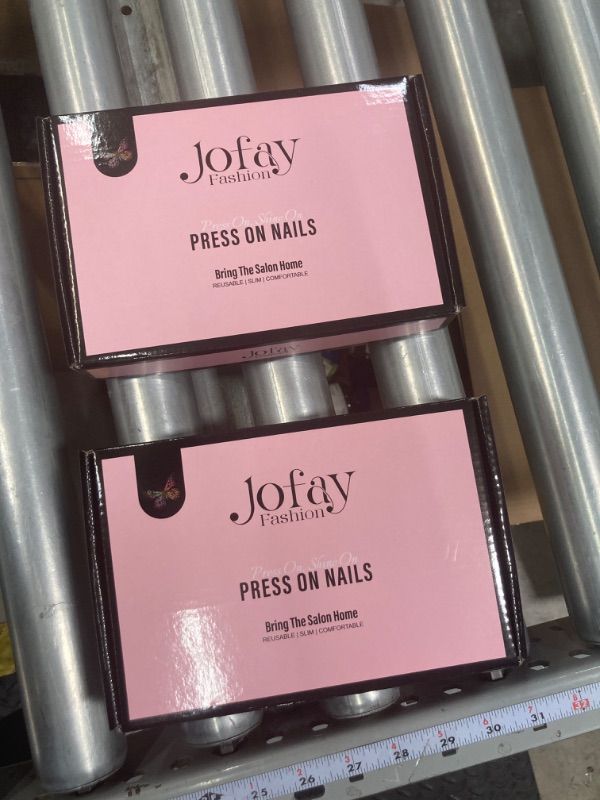 Jofay
Fashion
Press On, Shine On
PRESS ON NAILS
Bring The Salon Home
REUSABLE | SLIM | COMFORTABLE
Jofay
Jofay
Fashion
Press On, Shine On
PRESS ON NAILS
Bring The Salon Home
REUSABLE | SLIM | COMFORTABLE
25 26 27 28 29 30 31 32